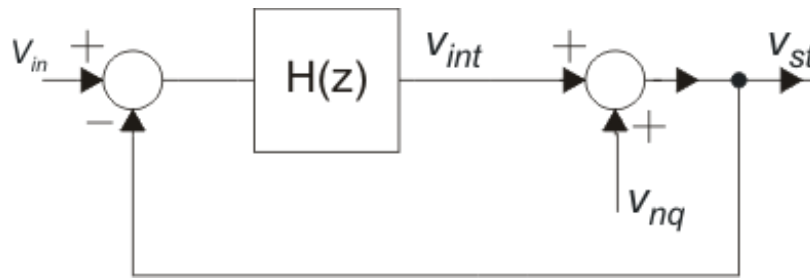 V_in + H(z) v_int + v_st
− +
v_nq